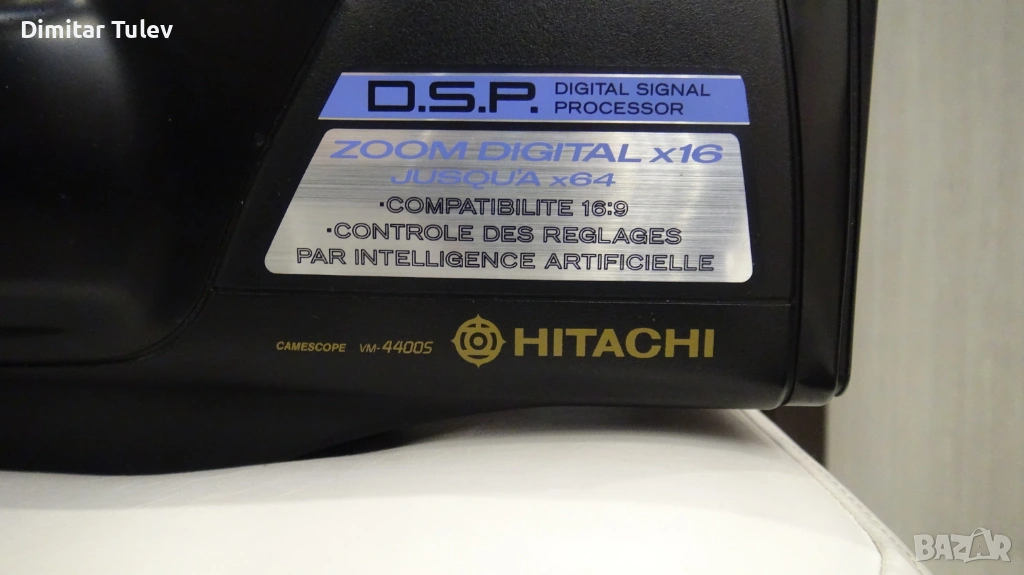 Dimitar Tulev
D.S.P. DIGITAL SIGNAL
PROCESSOR
ZOOM DIGITAL x16
JUSQU'A x64
·COMPATIBILITE 16:9
·CONTROLE DES REGLAGES
PAR INTELLIGENCE ARTIFICIELLE
CAMESCOPE VM-4400S HITACHI
BAZAR